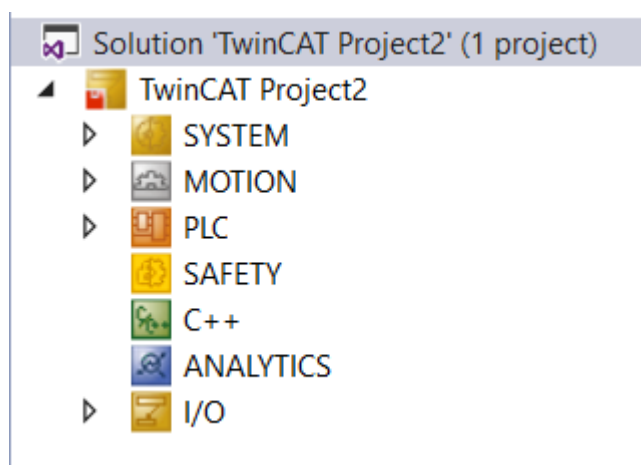 Solution 'TwinCAT Project2' (1 project)
TwinCAT Project2
SYSTEM
MOTION
PLC
SAFETY
C++
ANALYTICS
I/O